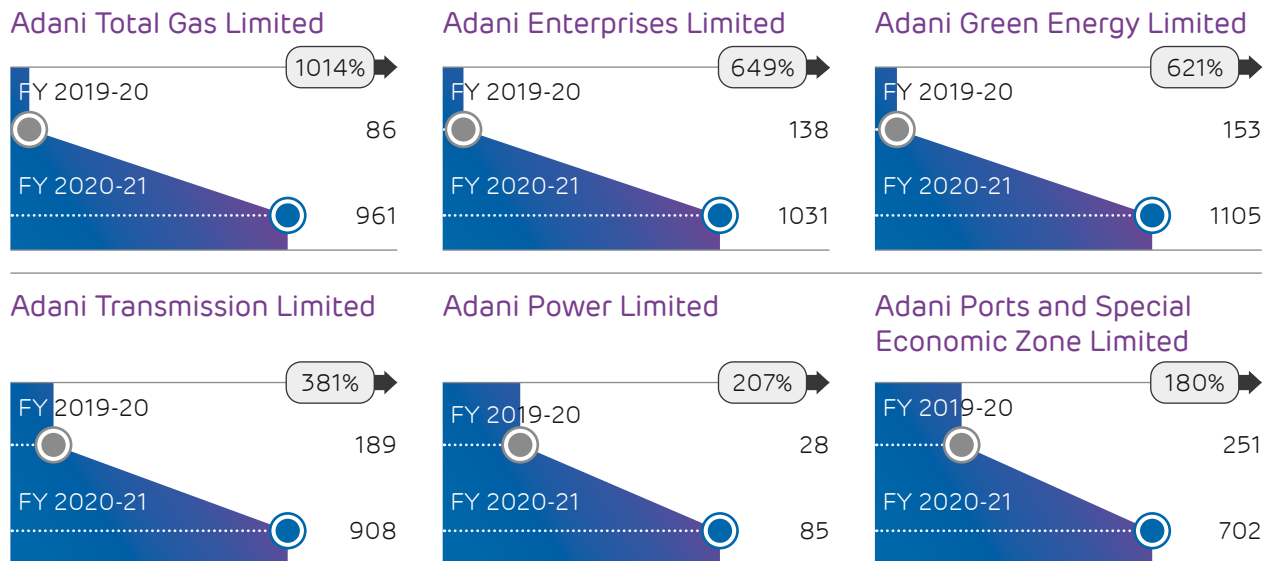 Adani Total Gas Limited
1014%
FY 2019-20
86
FY 2020-21
961
Adani Enterprises Limited
649%
FY 2019-20
138
FY 2020-21
1031
Adani Green Energy Limited
621%
FY 2019-20
153
FY 2020-21
1105
Adani Transmission Limited
381%
FY 2019-20
189
FY 2020-21
908
Adani Power Limited
207%
FY 2019-20
28
FY 2020-21
85
Adani Ports and Special
Economic Zone Limited
180%
FY 2019-20
251
FY 2020-21
702